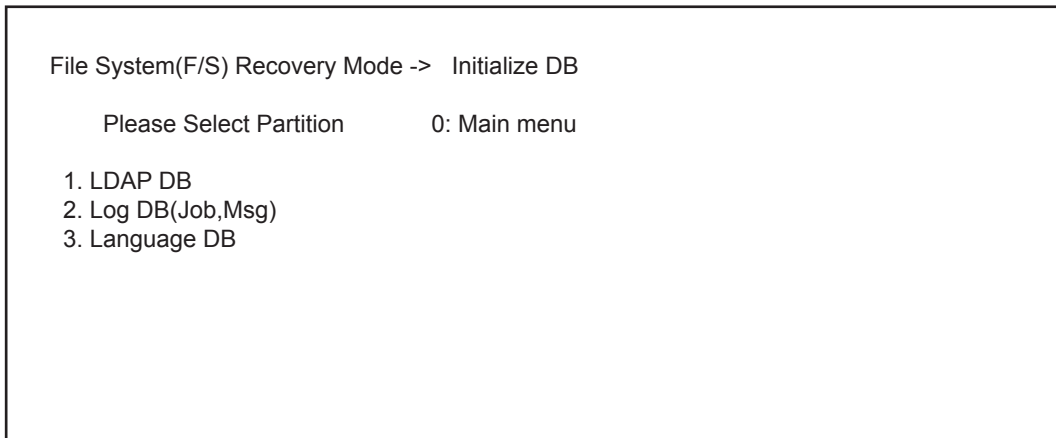 File System(F/S) Recovery Mode -> Initialize DB
Please Select Partition 0: Main menu
1. LDAP DB
2. Log DB(Job,Msg)
3. Language DB